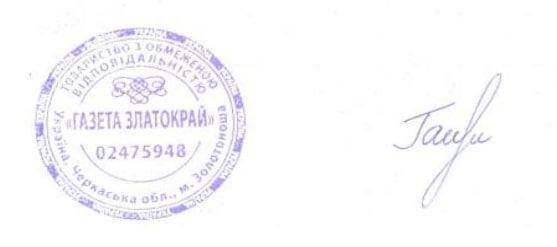 ТОВАРИСТВО З ОБМЕЖЕНОЮ
ВІДПОВІДАЛЬНІСТЮ
«ГАЗЕТА ЗЛАТОКРАЙ»
02475948
Україна, Черкаська обл., м. Золотоноша